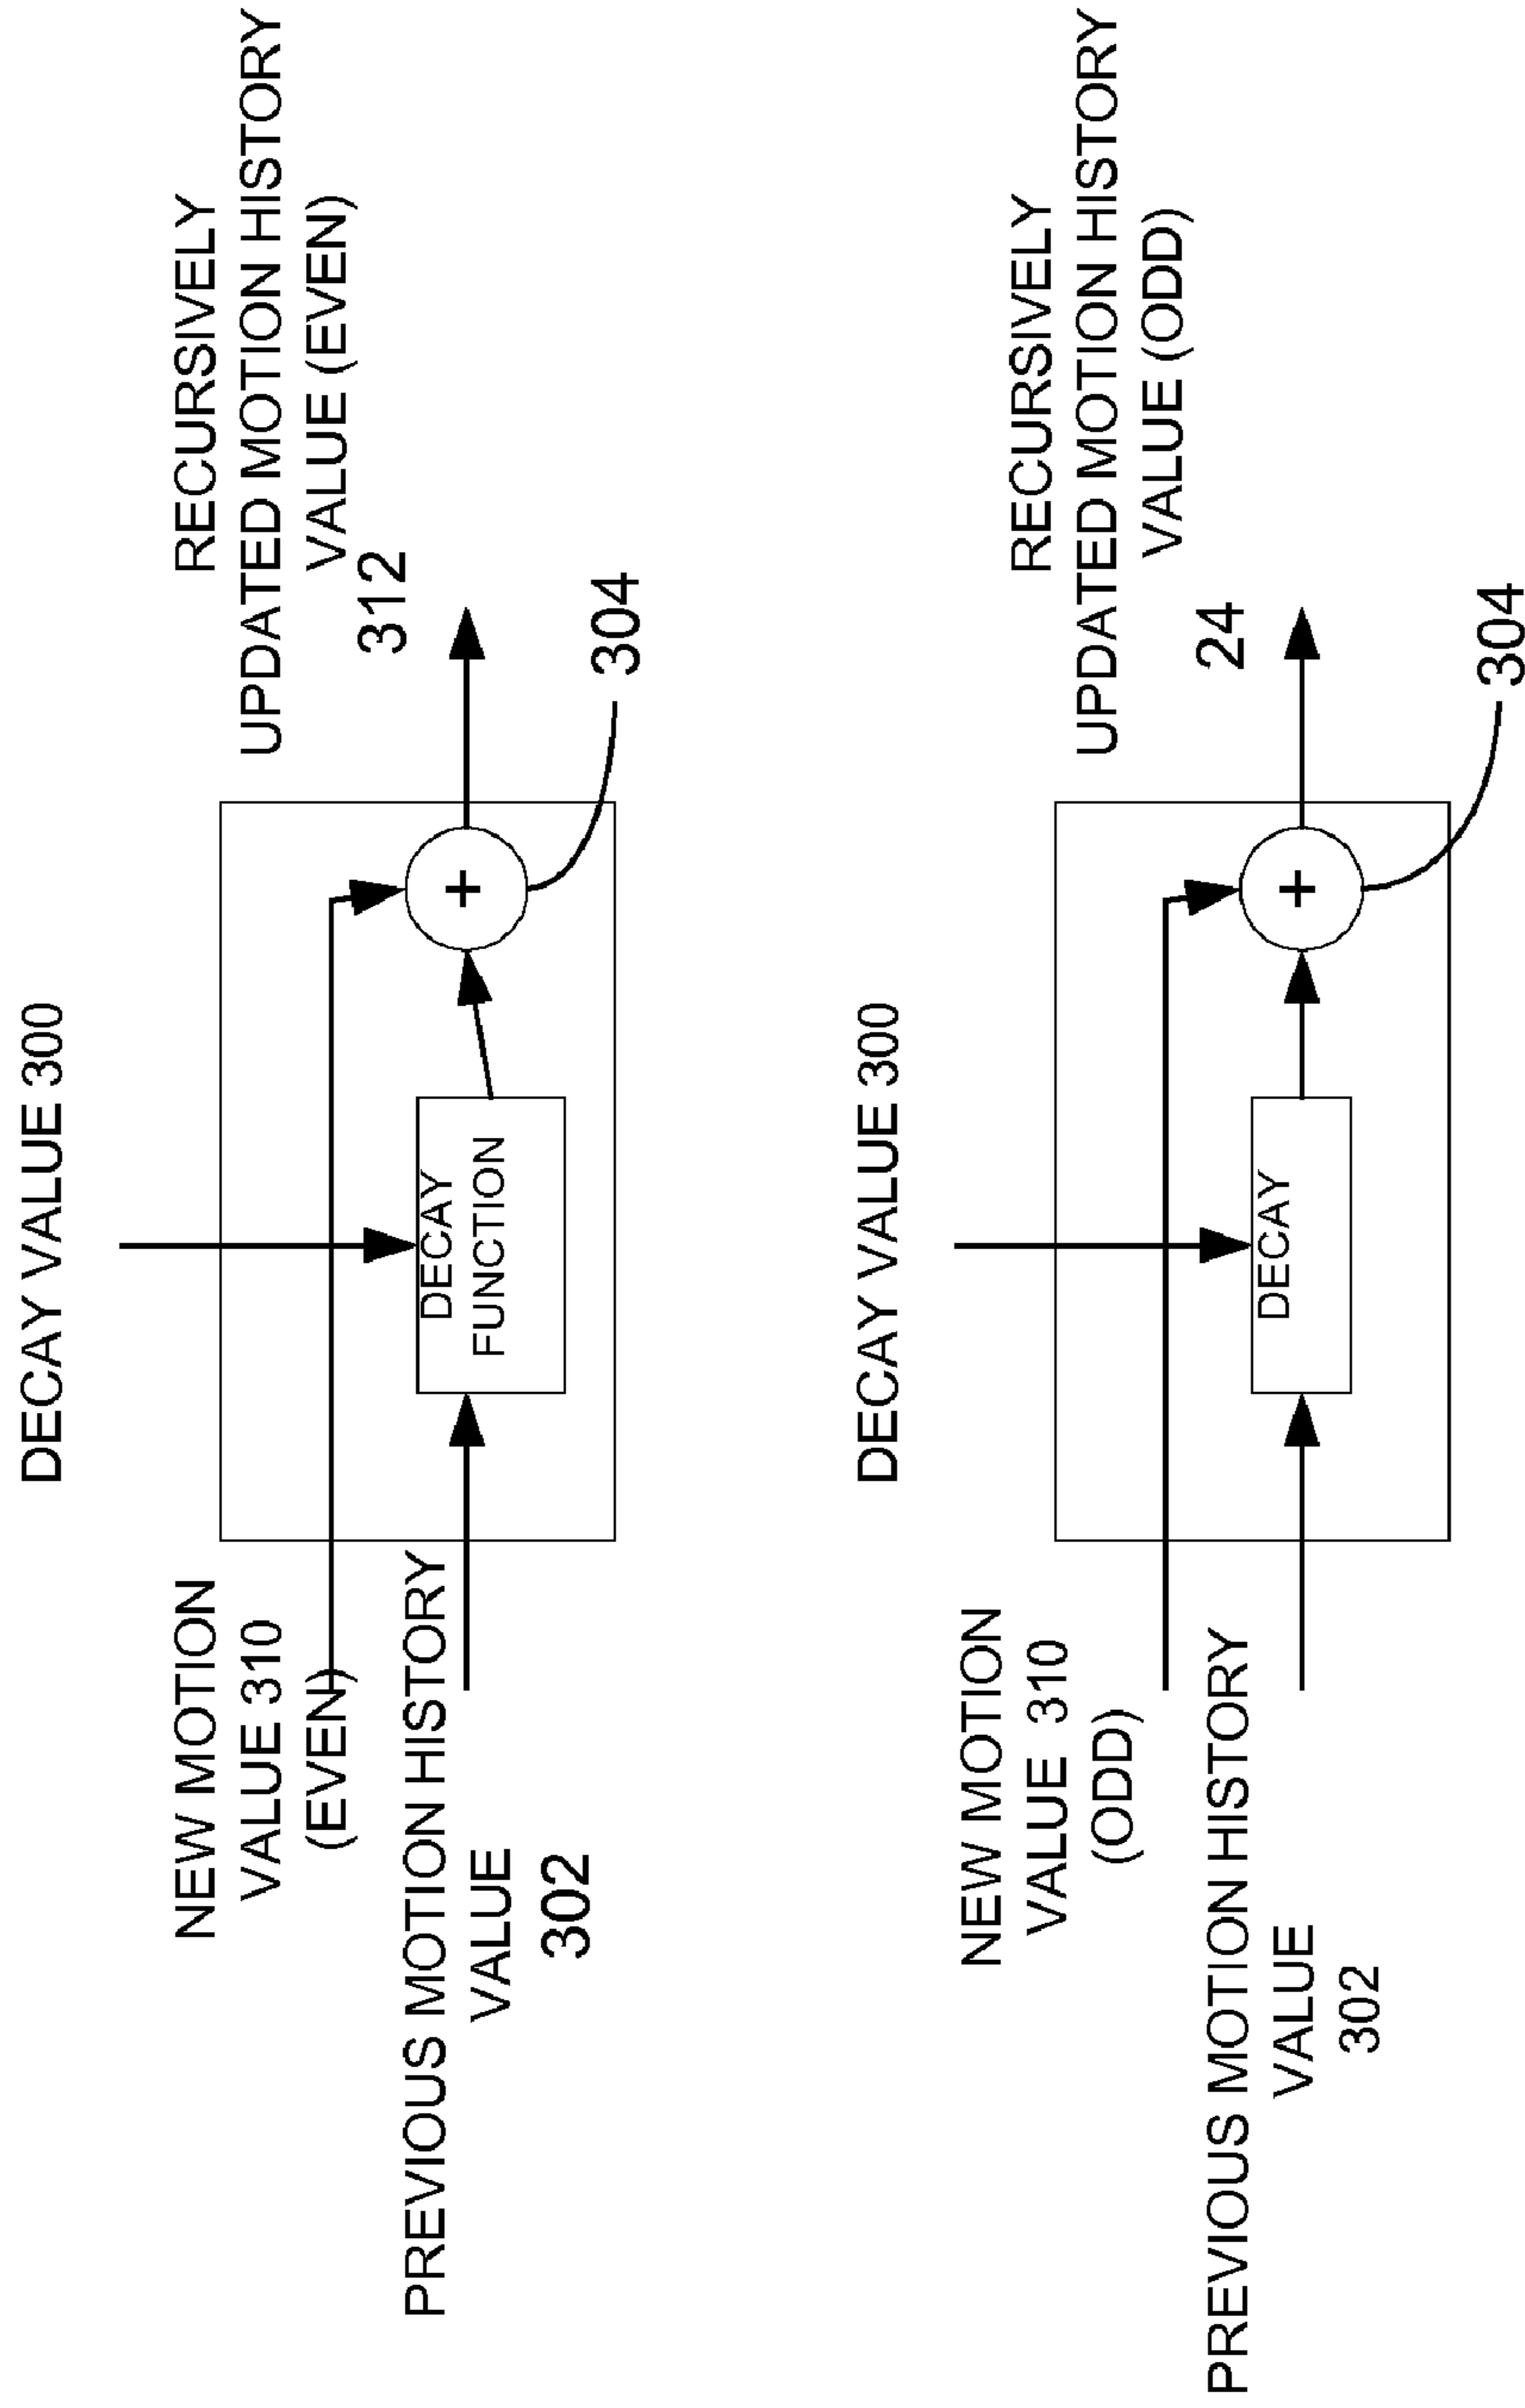 DECAY VALUE 300
NEW MOTION
VALUE 310
(EVEN)
PREVIOUS MOTION HISTORY
VALUE
302
DECAY
FUNCTION
+
RECURSIVELY
UPDATED MOTION HISTORY
VALUE (EVEN)
312
304
DECAY VALUE 300
NEW MOTION
VALUE 310
(ODD)
PREVIOUS MOTION HISTORY
VALUE
302
DECAY
+
RECURSIVELY
UPDATED MOTION HISTORY
VALUE (ODD)
24
304